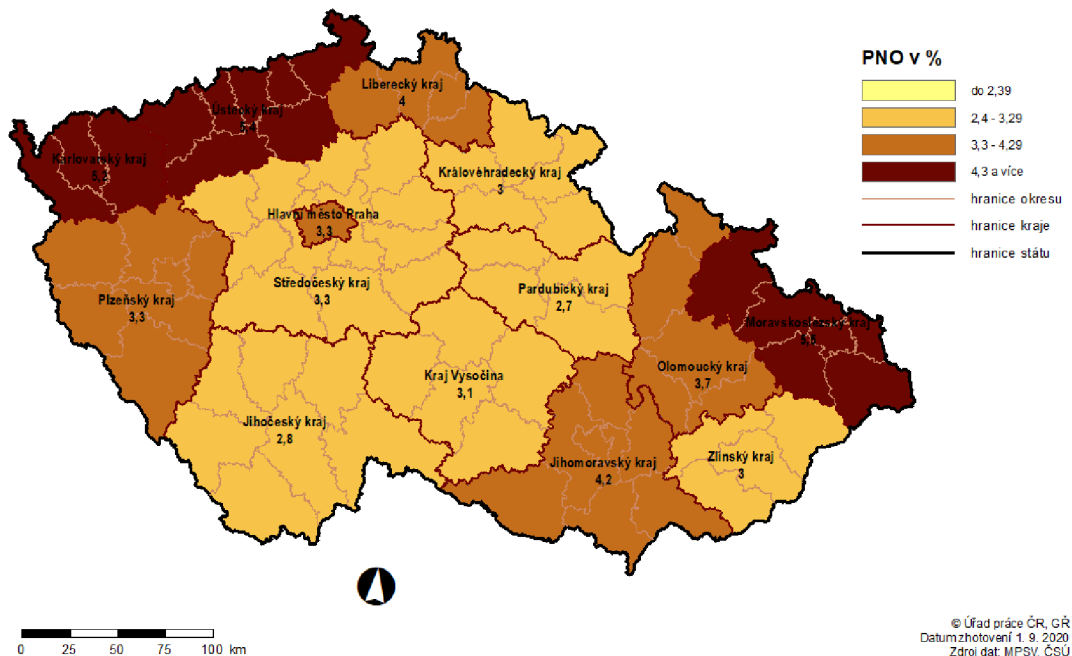 Liberecký kraj
4
Ústecký kraj
5,4
Karlovarský kraj
Královéhradecký kraj
3
Hlavní město Praha
3,3
Středočeský kraj
3,3
Plzeňský kraj
3,3
Pardubický kraj
2,7
Moravskoslezský kraj
Olomoucký kraj
3,7
Kraj Vysočina
3,1
Jihočeský kraj
2,8
Jihomoravský kraj
4,2
Zlínský kraj
3
PNO v %
do 2,39
2,4 - 3,29
3,3 - 4,29
4,3 a více
hranice okresu
hranice kraje
hranice státu
0 25 50 75 100 km
© Úřad práce ČR, GŘ
Datum zhotovení 1. 9. 2020
Zdroj dat: MPSV, ČSÚ